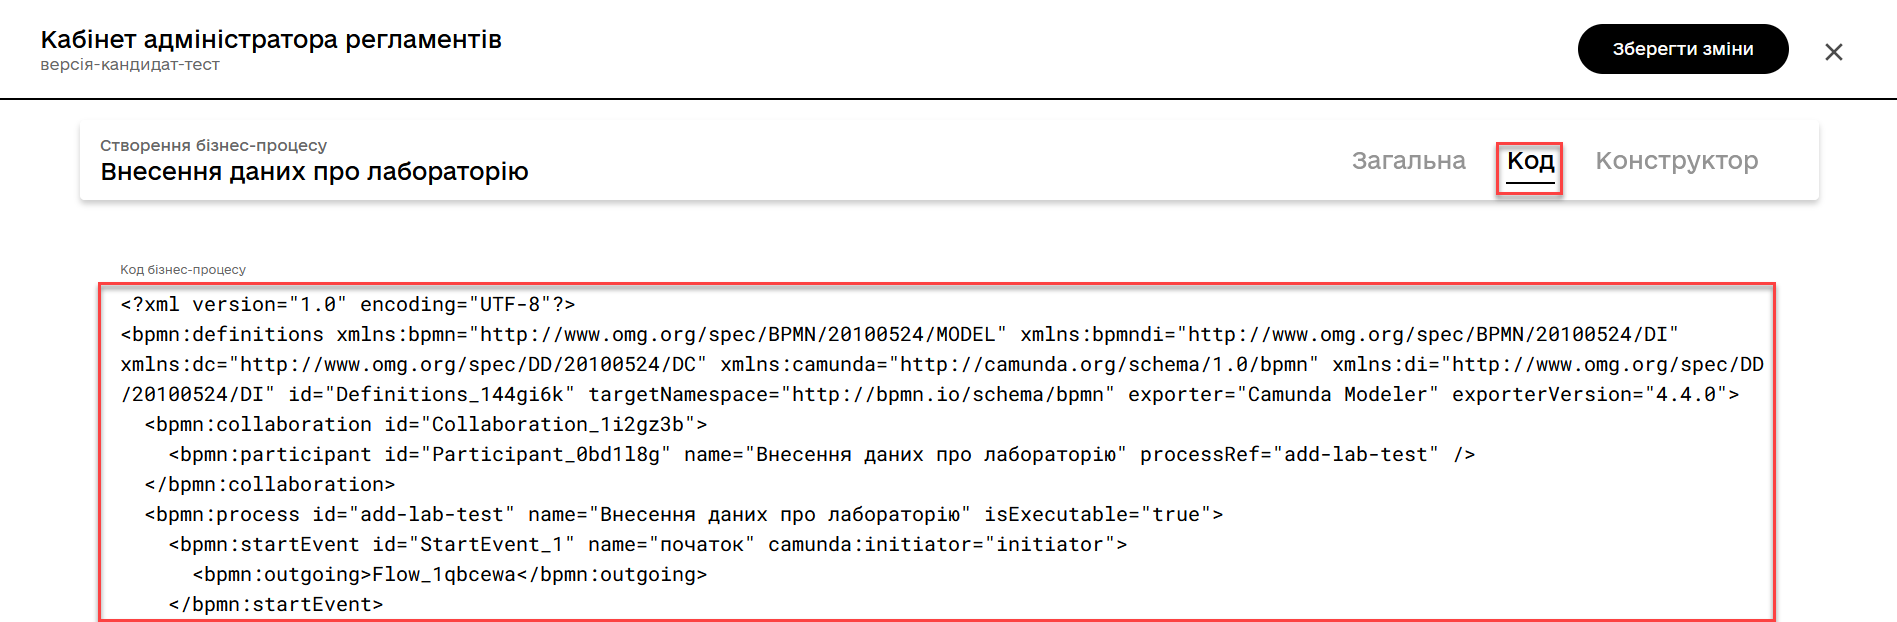 Кабінет адміністратора регламентів
версія-кандидат-тест
Зберегти зміни
Створення бізнес-процесу
Внесення даних про лабораторію
Загальна Код Конструктор
Код бізнес-процесу
<?xml version="1.0" encoding="UTF-8"?>
<bpmn:definitions xmlns:bpmn="http://www.omg.org/spec/BPMN/20100524/MODEL" xmlns:bpmndi="http://www.omg.org/spec/BPMN/20100524/DI"
xmlns:dc="http://www.omg.org/spec/DD/20100524/DC" xmlns:camunda="http://camunda.org/schema/1.0/bpmn" xmlns:di="http://www.omg.org/spec/DD
/20100524/DI" id="Definitions_144gi6k" targetNamespace="http://bpmn.io/schema/bpmn" exporter="Camunda Modeler" exporterVersion="4.4.0">
<bpmn:collaboration id="Collaboration_1i2gz3b">
<bpmn:participant id="Participant_0bd1l8g" name="Внесення даних про лабораторію" processRef="add-lab-test" />
</bpmn:collaboration>
<bpmn:process id="add-lab-test" name="Внесення даних про лабораторію" isExecutable="true">
<bpmn:startEvent id="StartEvent_1" name="початок" camunda:initiator="initiator">
<bpmn:outgoing>Flow_1qbcewa</bpmn:outgoing>
</bpmn:startEvent>